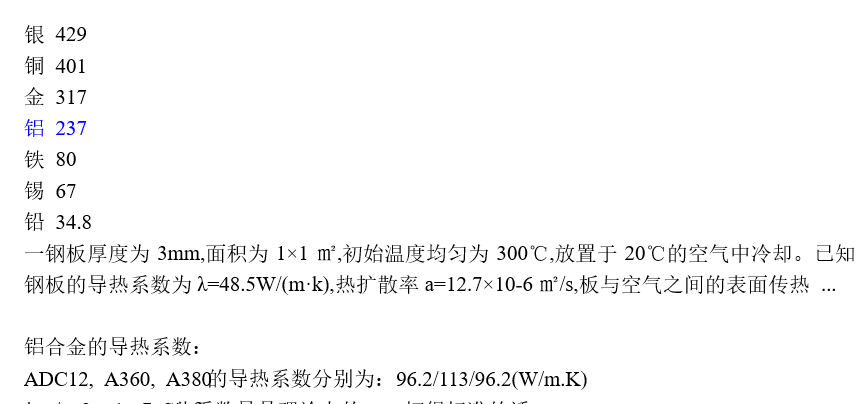 银 429
铜 401
金 317
铝 237
铁 80
锡 67
铅 34.8
一钢板厚度为 3mm,面积为 1×1 ㎡,初始温度均匀为 300℃,放置于 20℃的空气中冷却。已知
钢板的导热系数为 λ=48.5W/(m·k),热扩散率 a=12.7×10-6 ㎡/s,板与空气之间的表面传热 ...
铝合金的导热系数：
ADC12, A360, A380的导热系数分别为：96.2/113/96.2(W/m.K)